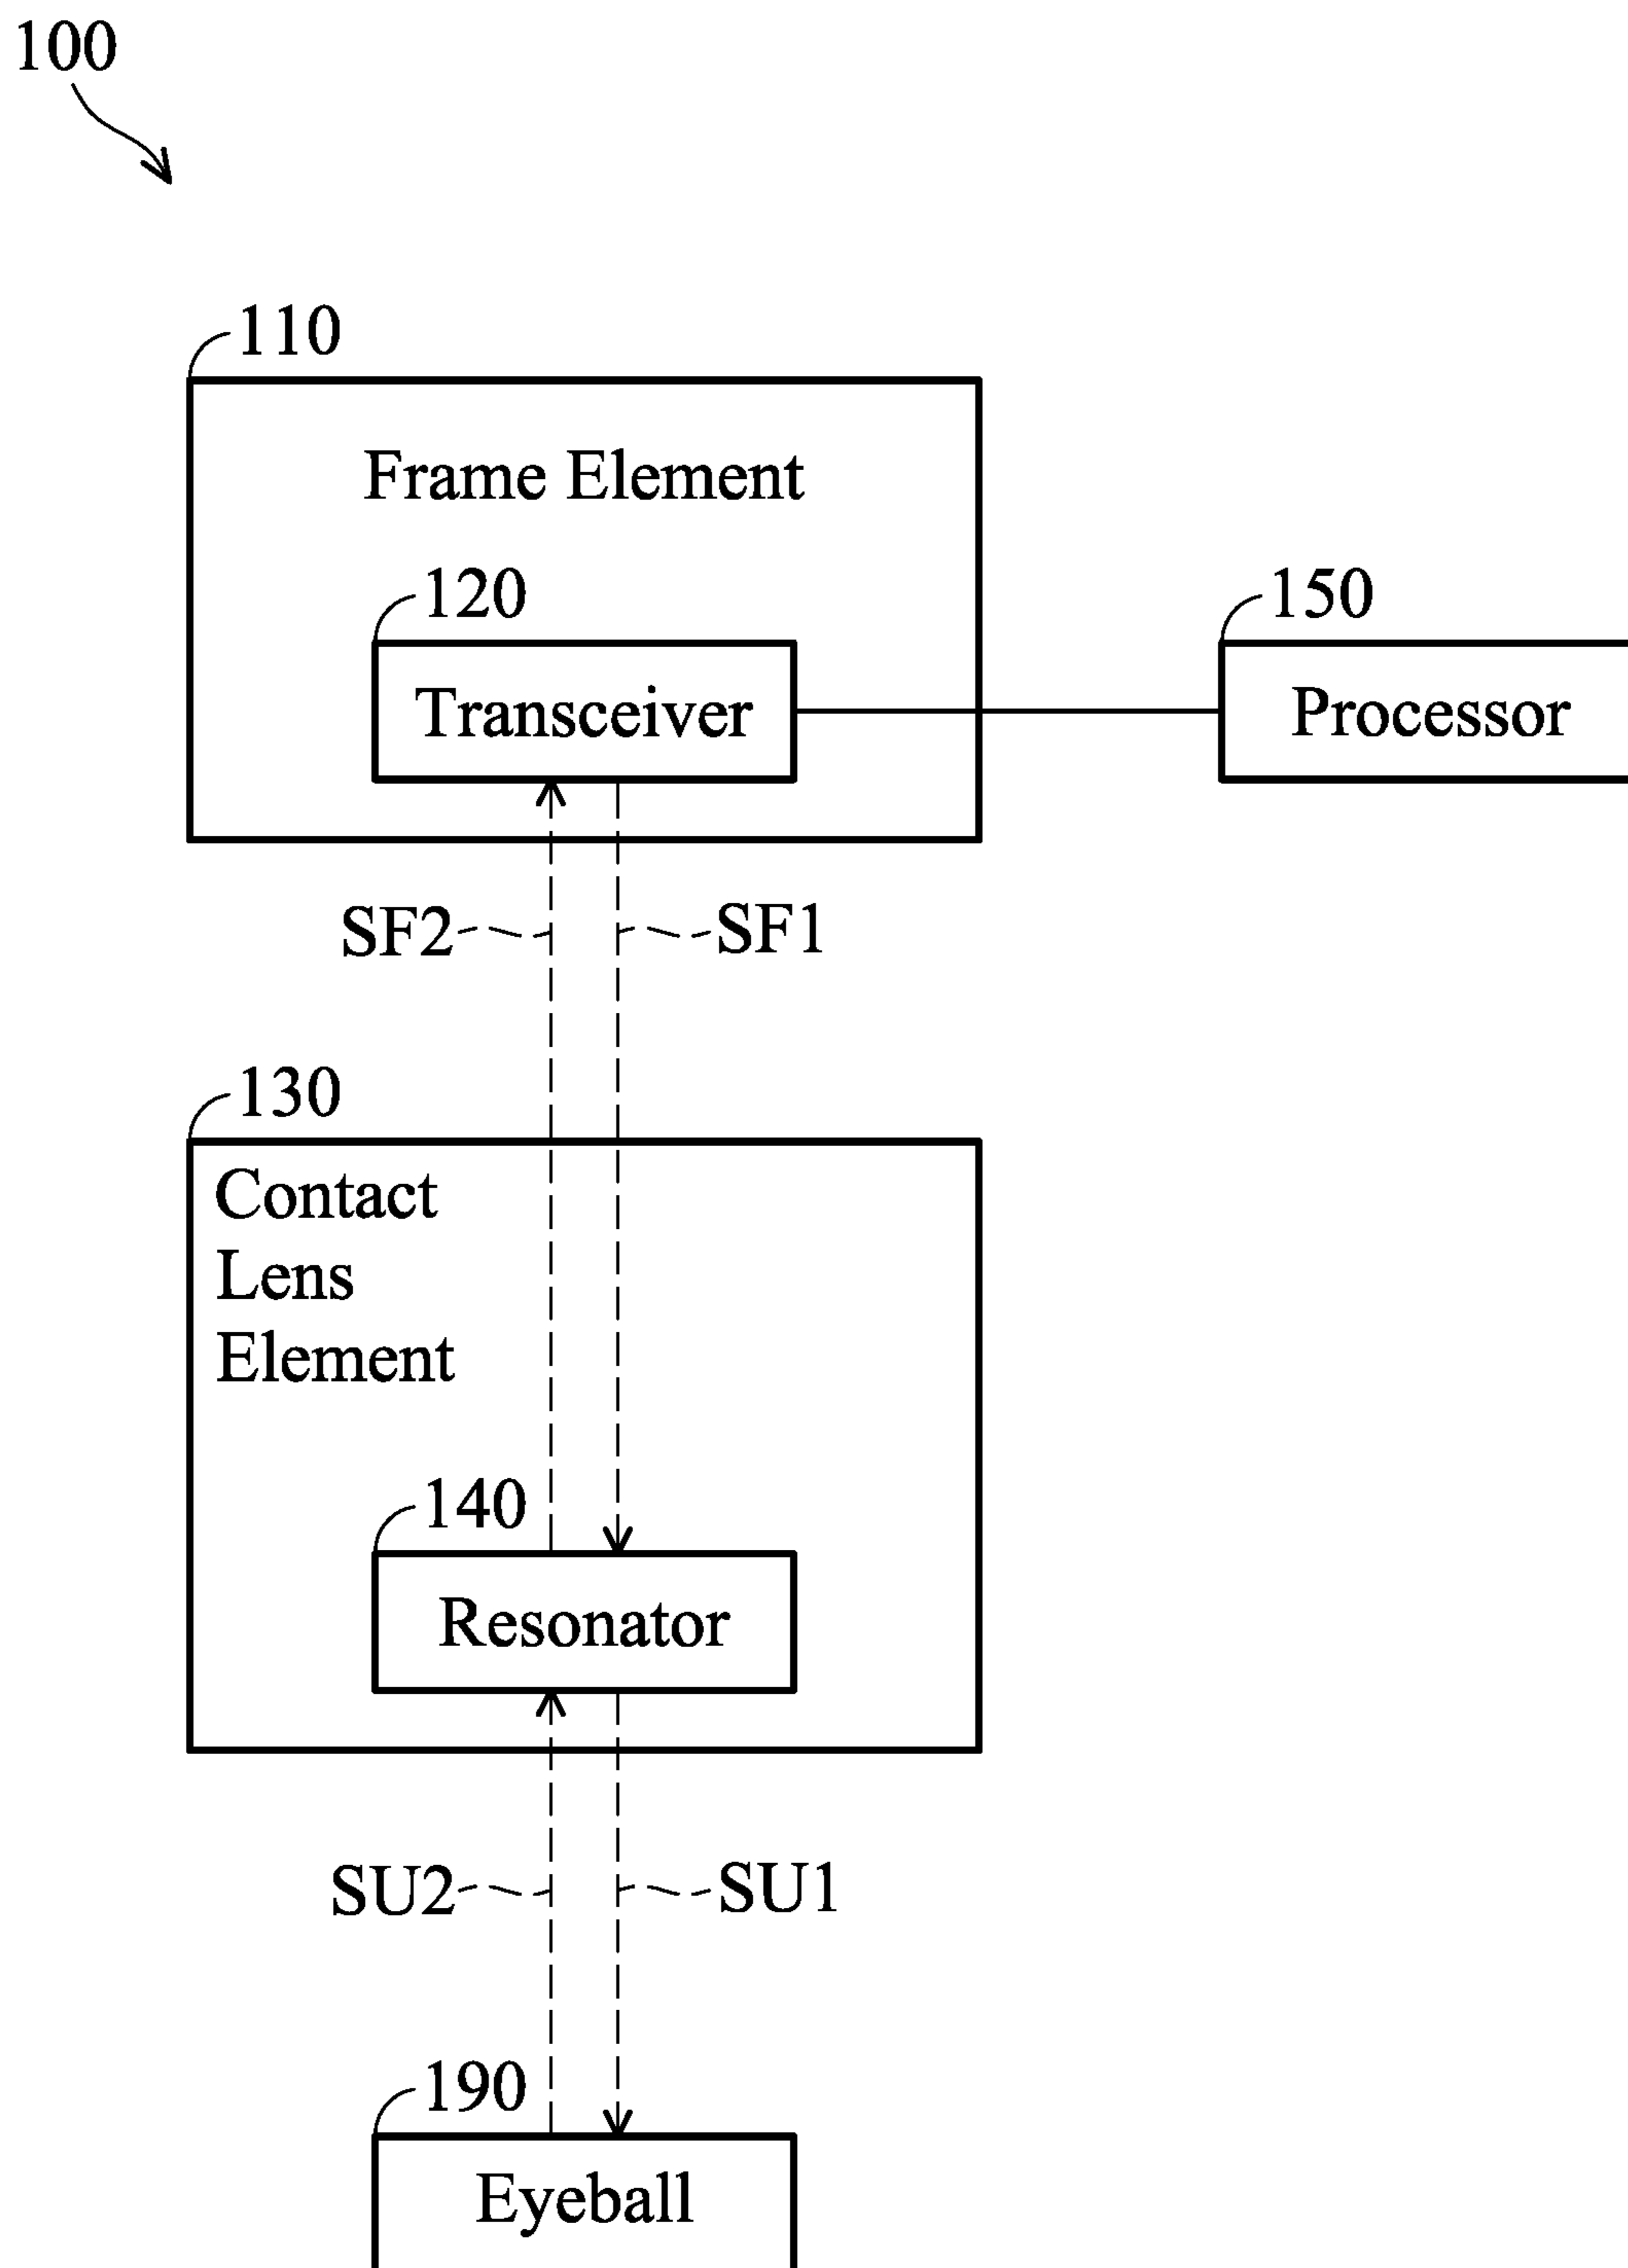 100
110
Frame Element
120
150
Transceiver
Processor
SF2
SF1
130
Contact
Lens
Element
140
Resonator
SU2
SU1
190
Eyeball